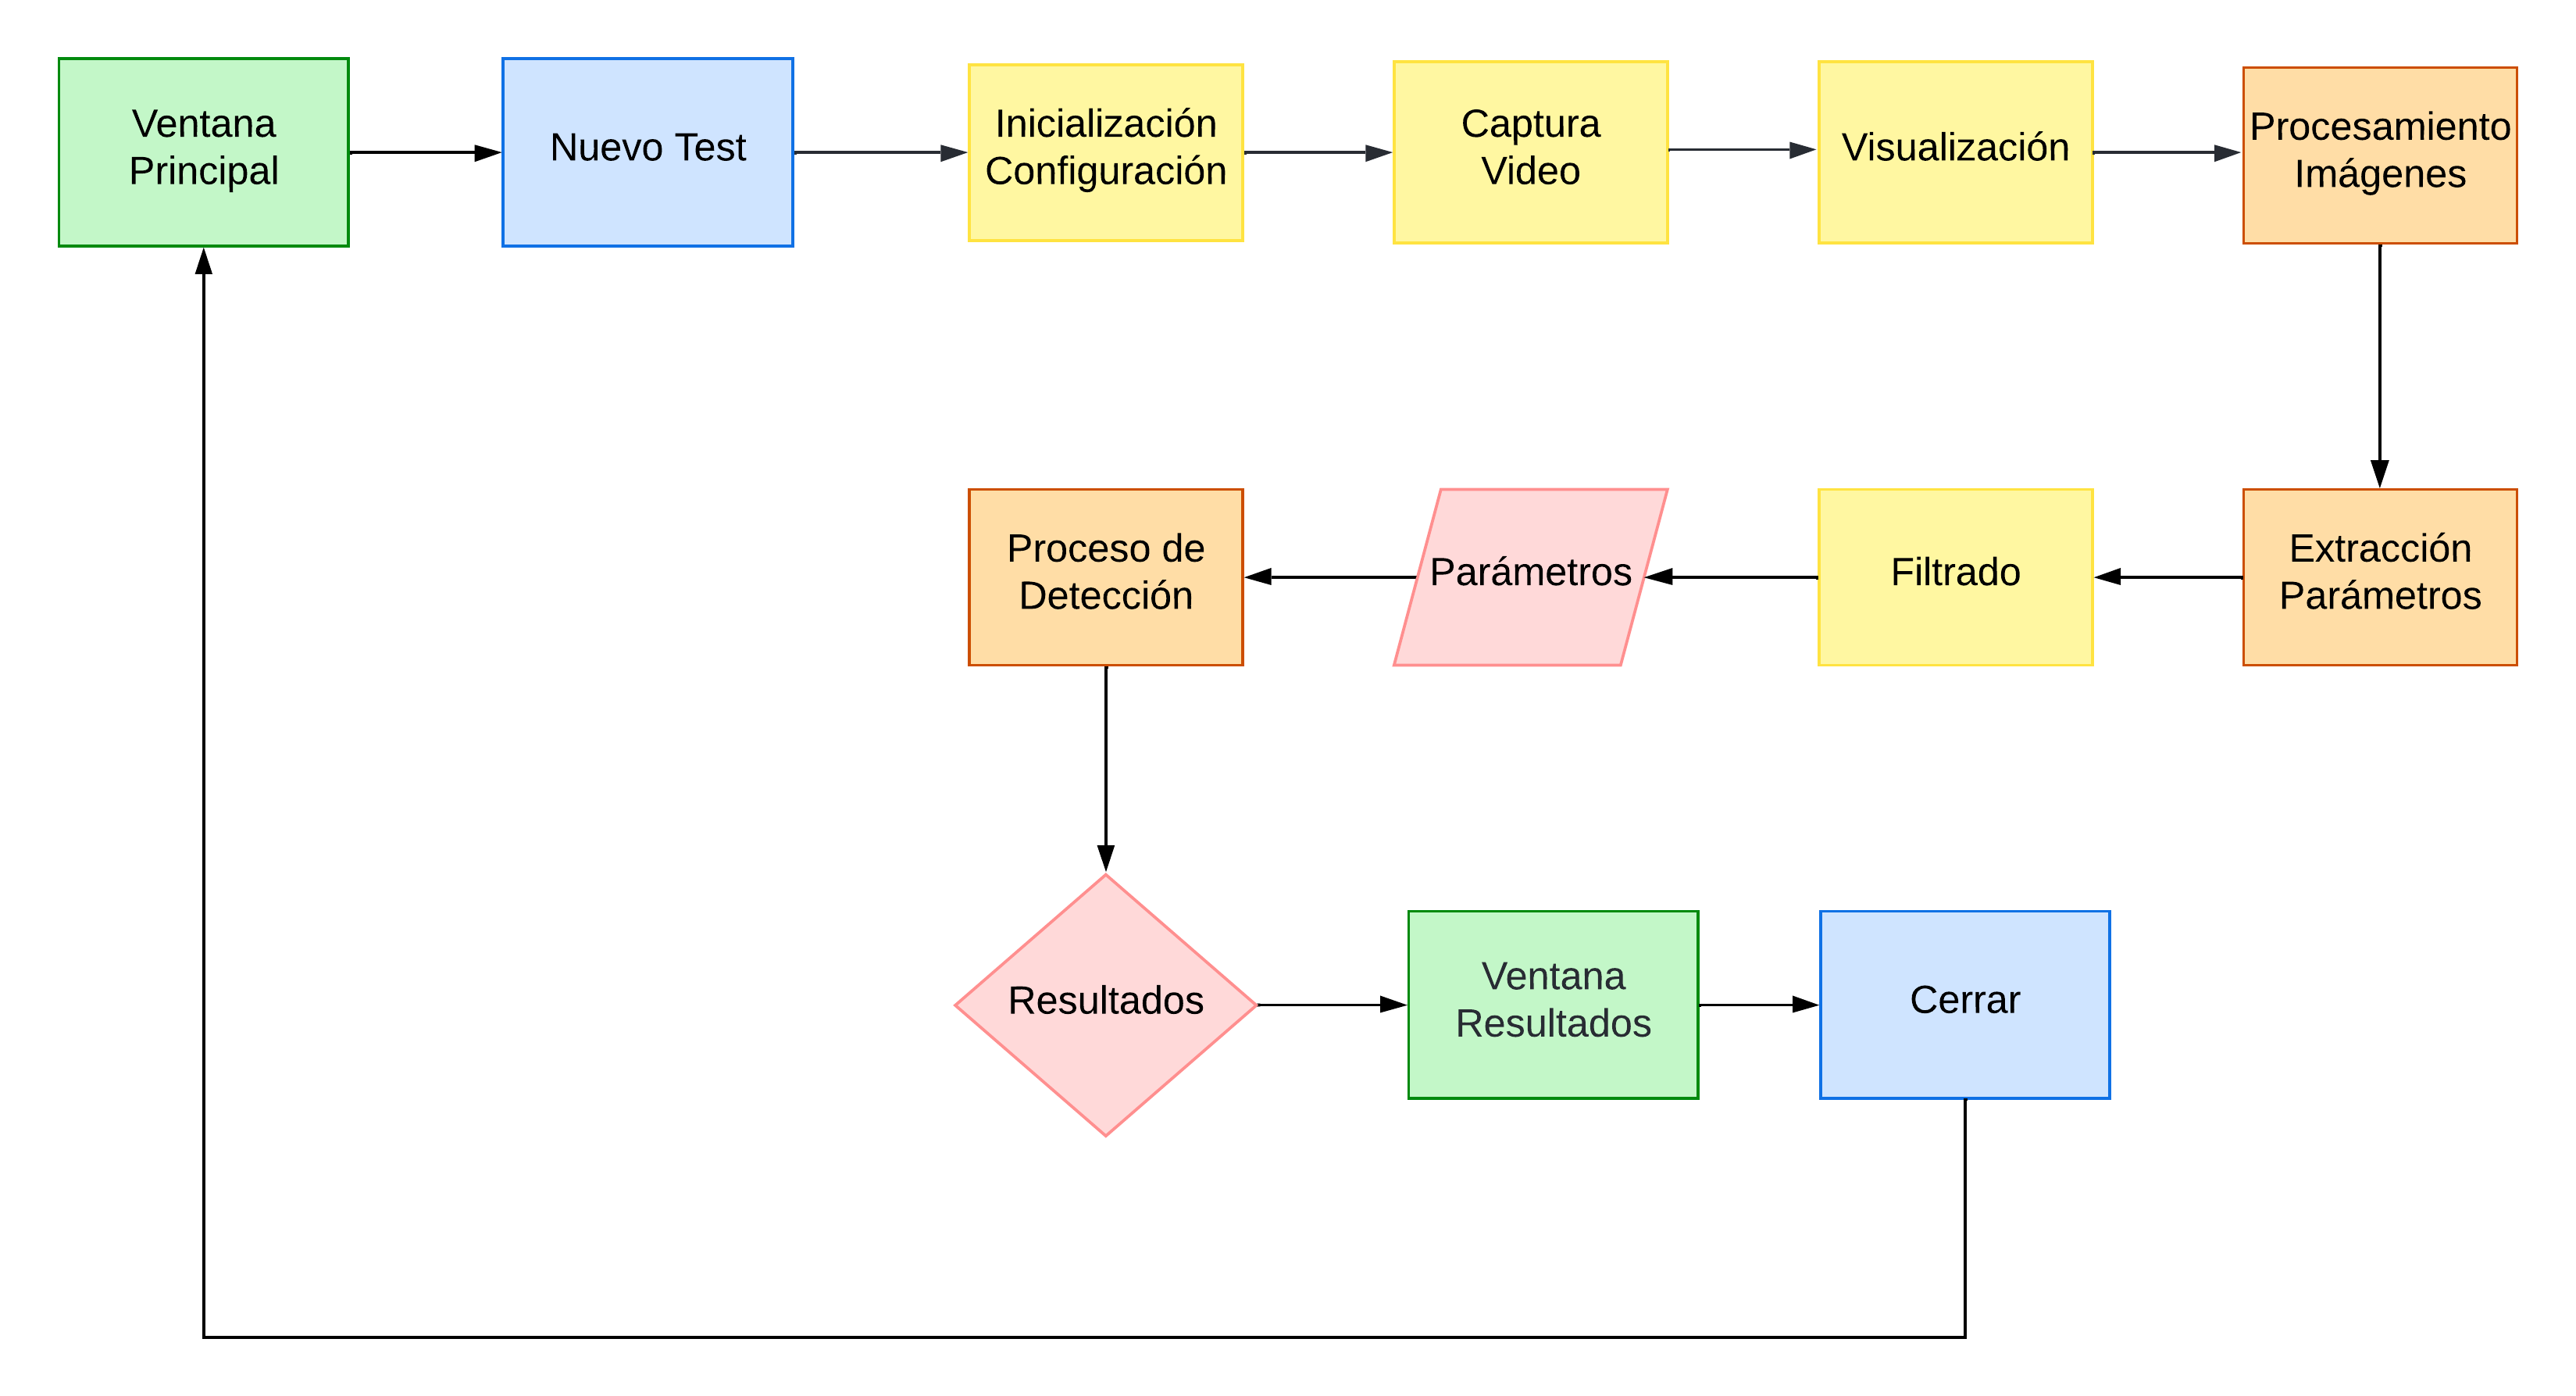 Ventana
Principal
Nuevo Test
Inicialización
Configuración
Captura
Video
Visualización
Procesamiento
Imágenes
Extracción
Parámetros
Filtrado
Parámetros
Proceso de
Detección
Resultados
Ventana
Resultados
Cerrar